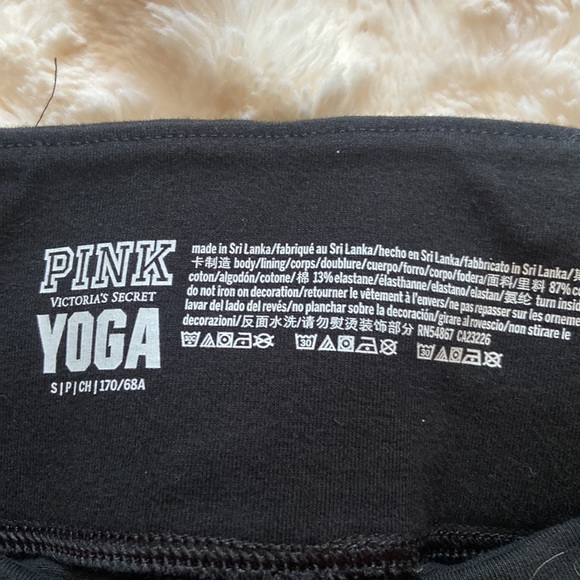 PINK
VICTORIA'S SECRET
YOGA
S|P|CH|170/68A
made in Sri Lanka/fabriqué au Sri Lanka/hecho en Sri Lanka/fabbricato in Sri Lanka/
卡制造 body/lining/corps/doublure/cuerpo/forro/corpo/fodera/面料/里料 87% co
coton/algodón/cotone/棉 13% elastane/élasthanne/elastano/elastan/氨纶 turn insid
do not iron on decoration/retourner le vêtement à l'envers/ne pas repasser sur les orneme
lavar del lado del revés/no planchar sobre la decoración/girare al rovescio/non stirare le
decorazioni/反面水洗/请勿熨烫装饰部分 RN54867 CA23226
30
30